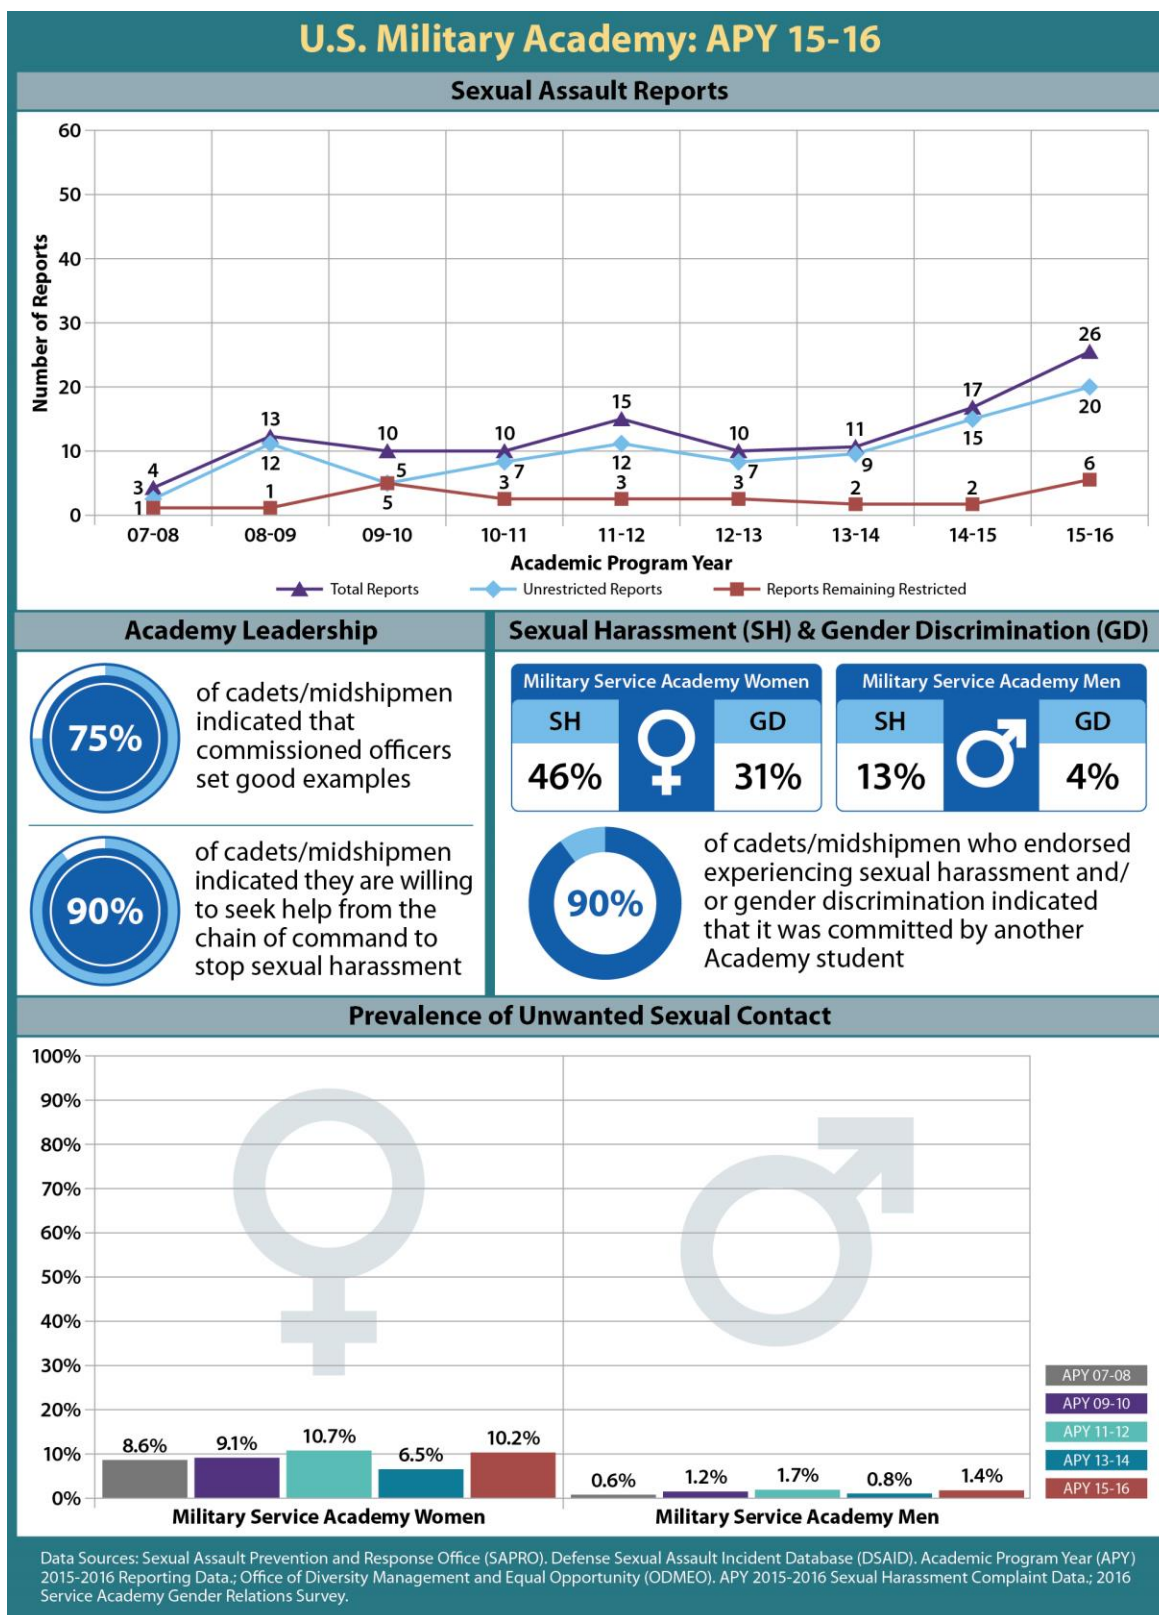 U.S. Military Academy: APY 15-16
Sexual Assault Reports
Number of Reports
60
50
40
30
20
10
0
4
13
10
10
15
10
11
17
26
3
12
5
7
12
7
9
15
20
1
1
5
3
3
3
2
2
6
07-08 08-09 09-10 10-11 11-12 12-13 13-14 14-15 15-16
Academic Program Year
Total Reports Unrestricted Reports Reports Remaining Restricted
Academy Leadership
75%
of cadets/midshipmen
indicated that
commissioned officers
set good examples
90%
of cadets/midshipmen
indicated they are willing
to seek help from the
chain of command to
stop sexual harassment
Sexual Harassment (SH) & Gender Discrimination (GD)
Military Service Academy Women
SH GD
46% 31%
Military Service Academy Men
SH GD
13% 4%
90%
of cadets/midshipmen who endorsed
experiencing sexual harassment and/
or gender discrimination indicated
that it was committed by another
Academy student
Prevalence of Unwanted Sexual Contact
100%
90%
80%
70%
60%
50%
40%
30%
20%
10%
0%
8.6% 9.1% 10.7% 6.5% 10.2%
0.6% 1.2% 1.7% 0.8% 1.4%
Military Service Academy Women Military Service Academy Men
APY 07-08
APY 09-10
APY 11-12
APY 13-14
APY 15-16
Data Sources: Sexual Assault Prevention and Response Office (SAPRO). Defense Sexual Assault Incident Database (DSAID). Academic Program Year (APY)
2015-2016 Reporting Data.; Office of Diversity Management and Equal Opportunity (ODMEO). APY 2015-2016 Sexual Harassment Complaint Data.; 2016
Service Academy Gender Relations Survey.